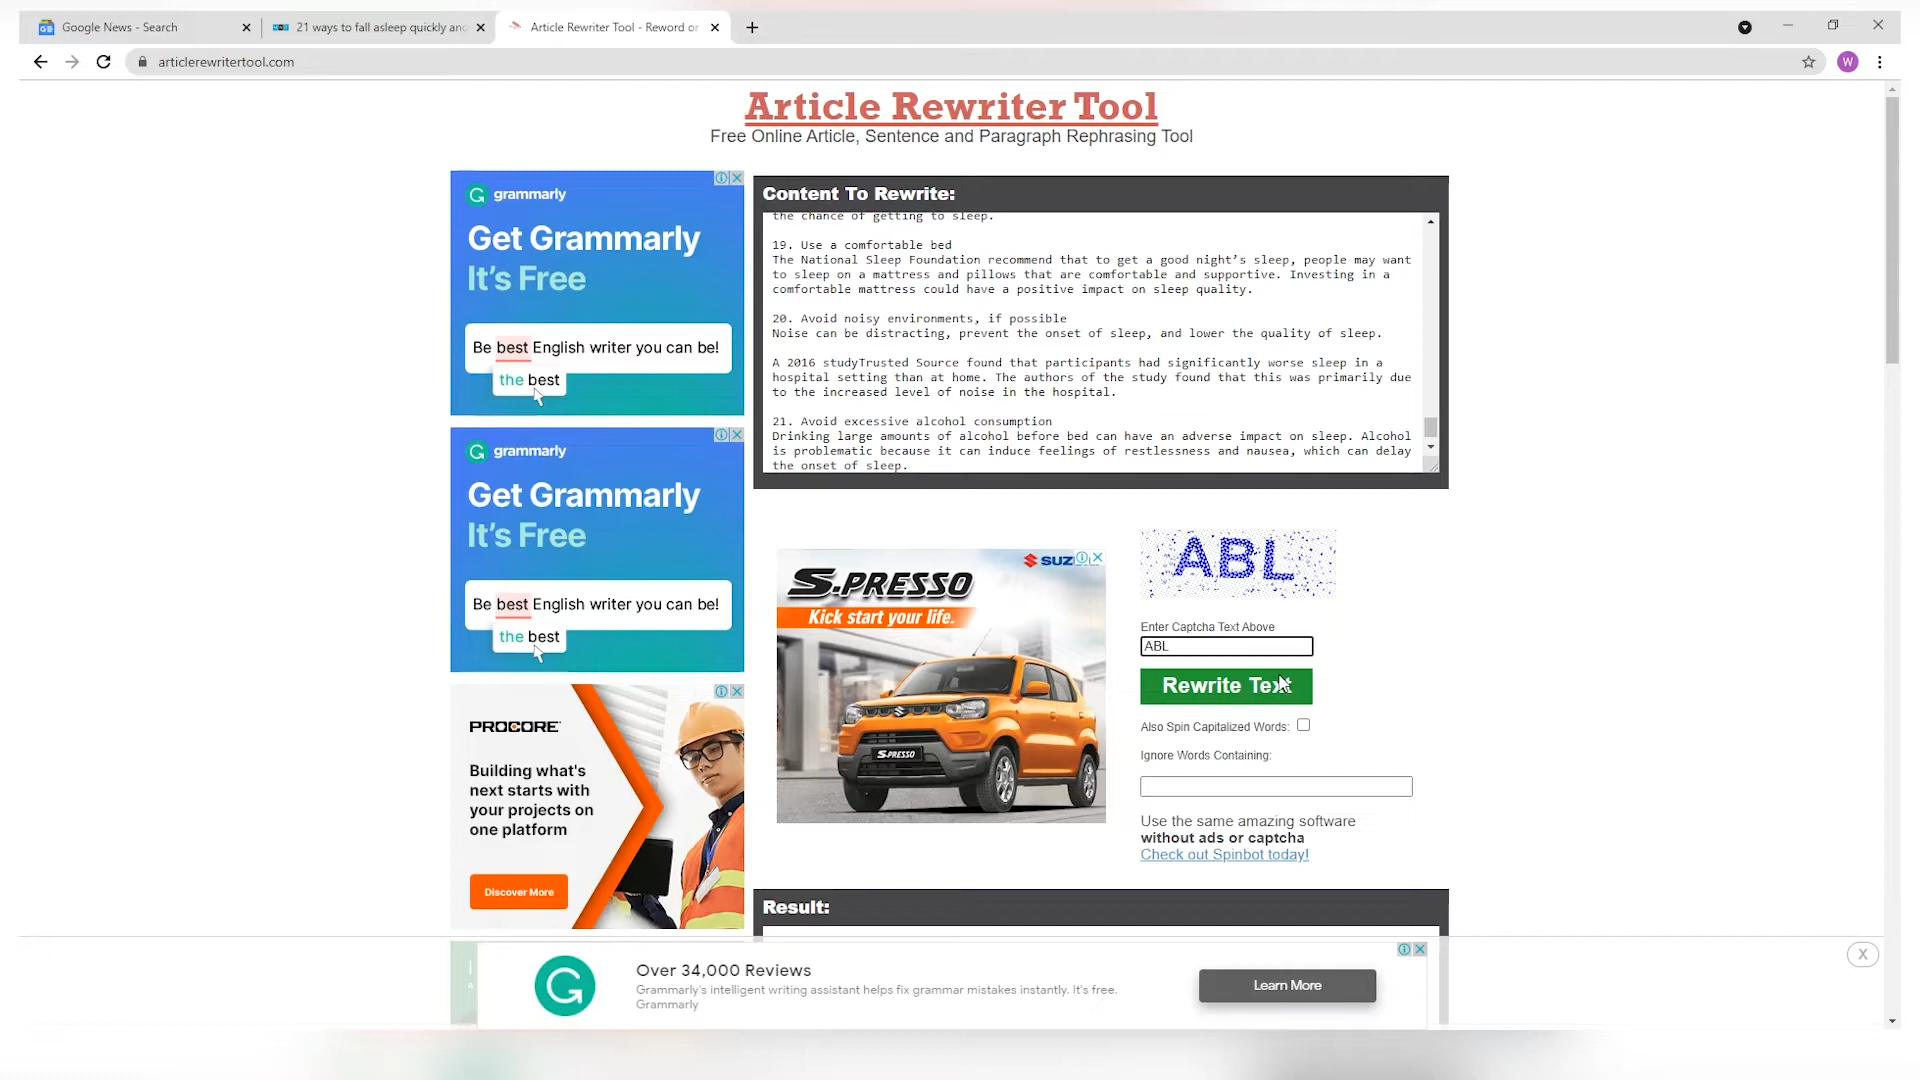 Google News - Search
21 ways to fall asleep quickly and
Article Rewriter Tool - Reword or
articlerewritertool.com
W
Article Rewriter Tool
Free Online Article, Sentence and Paragraph Rephrasing Tool
grammarly
Get Grammarly
It's Free
Be best English writer you can be!
the best
grammarly
Get Grammarly
It's Free
Be best English writer you can be!
the best
PROCORE
Building what's
next starts with
your projects on
one platform
Discover More
Content To Rewrite:
the chance of getting to sleep.
19. Use a comfortable bed
The National Sleep Foundation recommend that to get a good night’s sleep, people may want
to sleep on a mattress and pillows that are comfortable and supportive. Investing in a
comfortable mattress could have a positive impact on sleep quality.
20. Avoid noisy environments, if possible
Noise can be distracting, prevent the onset of sleep, and lower the quality of sleep.
A 2016 studyTrusted Source found that participants had significantly worse sleep in a
hospital setting than at home. The authors of the study found that this was primarily due
to the increased level of noise in the hospital.
21. Avoid excessive alcohol consumption
Drinking large amounts of alcohol before bed can have an adverse impact on sleep. Alcohol
is problematic because it can induce feelings of restlessness and nausea, which can delay
the onset of sleep.
SUZ
S.PRESSO
Kick start your life.
S.PRESSO
ABL
Enter Captcha Text Above
ABL
Rewrite Text
Also Spin Capitalized Words:
Ignore Words Containing:
Use the same amazing software
without ads or captcha
Check out Spinbot today!
Result:
Over 34,000 Reviews
Grammarly's intelligent writing assistant helps fix grammar mistakes instantly. It's free.
Grammarly
Learn More
X